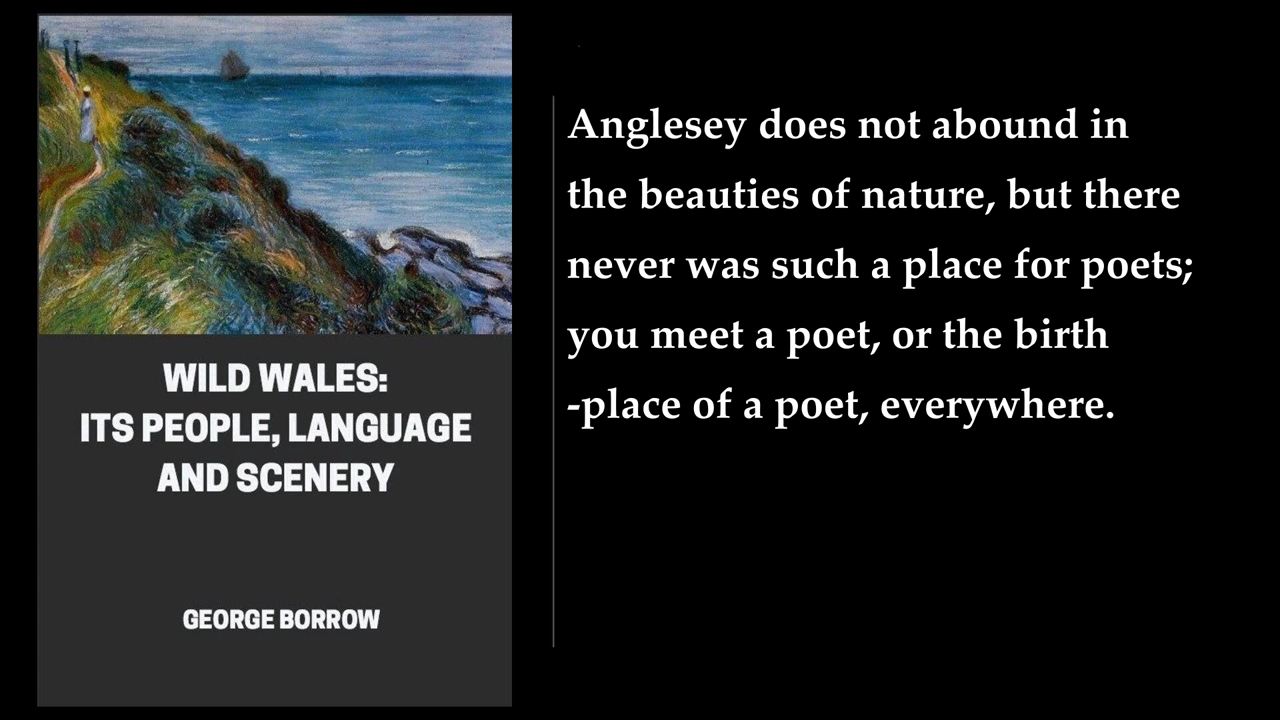 WILD WALES:
ITS PEOPLE, LANGUAGE
AND SCENERY
GEORGE BORROW
Anglesey does not abound in
the beauties of nature, but there
never was such a place for poets;
you meet a poet, or the birth
-place of a poet, everywhere.